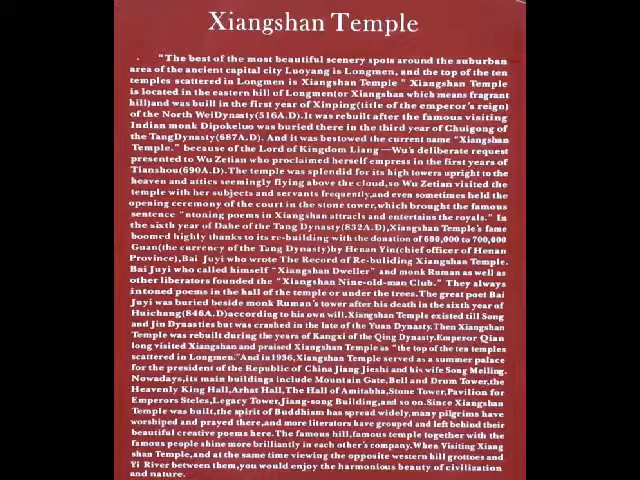 Xiangshan Temple
. "The best of the most beautiful scenery spots around the suburban
area of the ancient capital city Luoyang is Longmen, and the top of the ten
temples scattered in Longmen is Xiangshan Temple" Xiangshan Temple
is located in the eastern hill of Longmen(or Xiangshan which means fragrant
hill)and was built in the first year of Xinping(title of the emperor's reign)
of the North WeiDynasty(516A.D).It was rebuilt after the famous visiting
Indian monk Dipokeluo was buried there in the third year of Chuigong of
the TangDynasty(687A.D). And it was bestowed the current name "Xiangshan
Temple." because of the Lord of Kingdom Liang —Wu's deliberate request
presented to Wu Zetian who proclaimed herself empress in the first years of
Tianshou(690A.D).The temple was splendid for its high towers upright to the
heaven and attics seemingly flying above the cloud,so Wu Zetian visited the
temple with her subjects and servants frequently,and even sometimes held the
opening ceremony of the court in the stone tower,which brought the famous
sentence "ntoning poems in Xiangshan attracls and entertains the royals." In
the sixth year of Dahe of the Tang Dynasty(832A.D),Xiangshan Temple's fame
boomed highly thanks to its re-building with the donation of 600,000 to 700,000
Guan(the currency of the Tang Dynasty)by Henan Yin(chief officer of Henan
Province),Bai Juyi who wrote The Record of Re-buliding Xiangshan Temple.
Bai Juyi who called himself "Xiangshan Dweller" and monk Ruman as well as
other liberators founded the "Xiangshan Nine-old-man Club." They always
intoned poems in the hall of the temple or under the trees.The great poet Bai
Juyi was buried beside monk Ruman's tower after his death in the sixth year of
Huichang(846A.D)according to his own will.Xiangshan Temple existed till Song
and Jin Dynasties but was crashed in the late of the Yuan Dynasty.Then Xiangshan
Temple was rebuilt during the years of Kangxi of the Qing Dynasty.Emperor Qian
long visited Xiangshan and praised Xiangshan Temple as "the top of the ten temples
scattered in Longmen."And in1936,Xiangshan Temple served as a summer palace
for the president of the Republic of China Jiang Jieshi and his wife Song Meiling.
Nowadays,its main buildings include Mountain Gate,Bell and Drum Tower,the
Heavenly King Hall,Arhat Hall,The Hall of Amitabha,Stone Tower,Pavilion for
Emperors Steles,Legacy Tower,Jiang-song Building,and so on.Since Xiangshan
Temple was built,the spirit of Buddhism has spread widely,many pilgrims have
worshiped and prayed there,and more literators have grouped and left behind their
beautiful creative poems here.The famous hill,famous temple together with the
famous people shine more brilliantly in each other's company.When Visiting Xiang
shan Temple,and at the same time viewing the opposite western hill grottoes and
Yi River between them,you would enjoy the harmonious beauty of civilization
and nature.